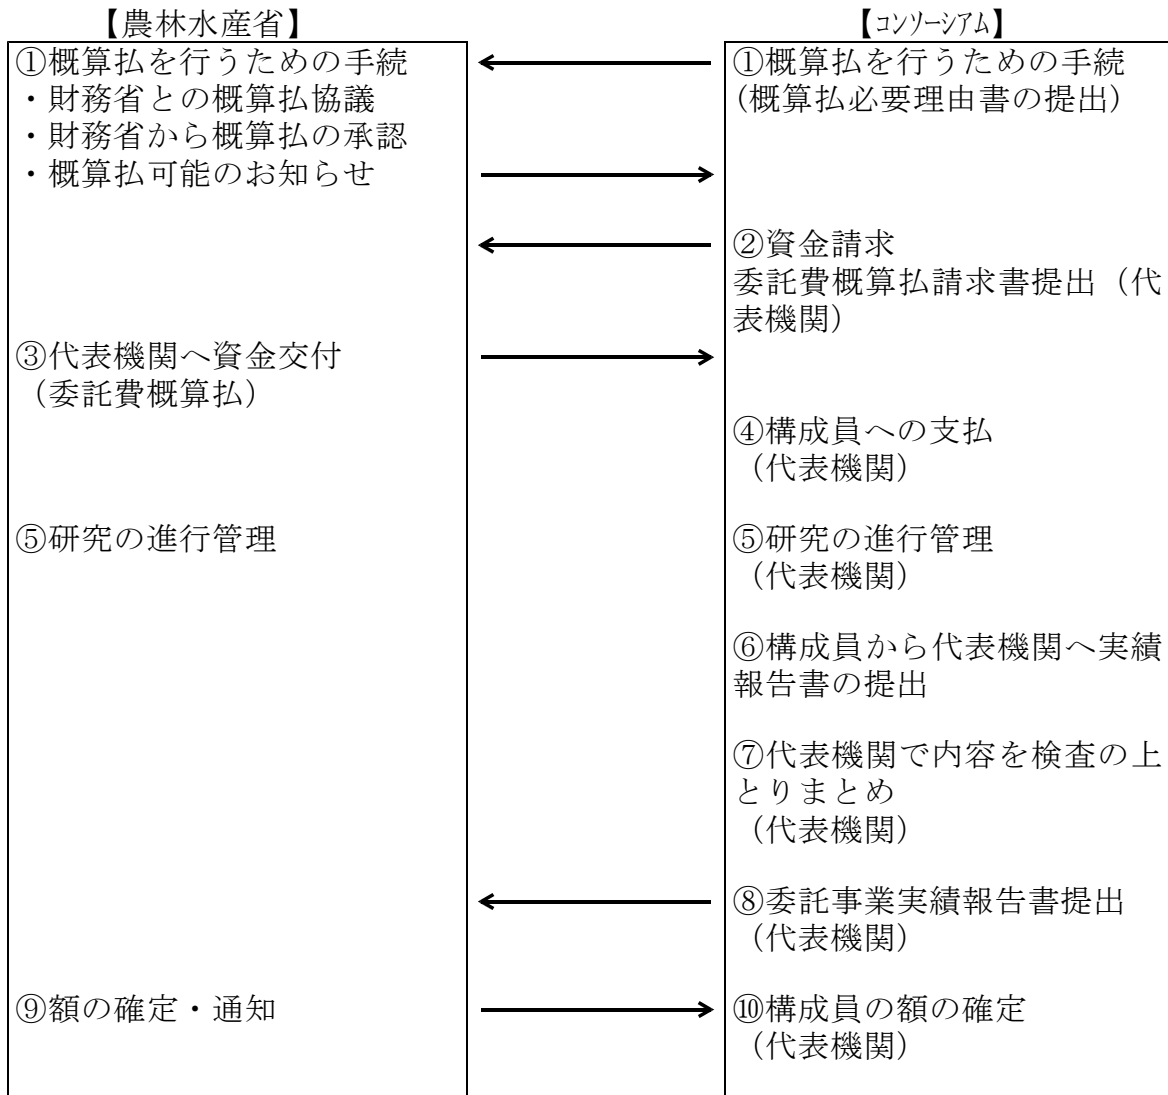 【農林水産省】
【コンソーシアム】
①概算払を行うための手続
・財務省との概算払協議
・財務省から概算払の承認
・概算払可能のお知らせ
①概算払を行うための手続
(概算払必要理由書の提出)
②資金請求
委託費概算払請求書提出（代
表機関）
③代表機関へ資金交付
（委託費概算払）
④構成員への支払
（代表機関）
⑤研究の進行管理
⑤研究の進行管理
（代表機関）
⑥構成員から代表機関へ実績
報告書の提出
⑦代表機関で内容を検査の上
とりまとめ
（代表機関）
⑧委託事業実績報告書提出
（代表機関）
⑨額の確定・通知
⑩構成員の額の確定
（代表機関）